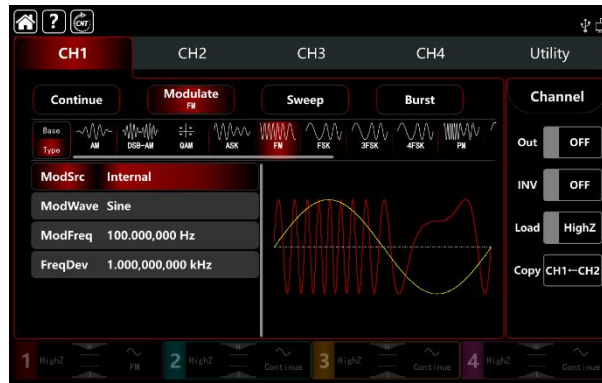 ? CNT
CH1 CH2 CH3 CH4 Utility
Continue Modulate FM Sweep Burst Channel
Base Type AM DSB-AM QAM ASK FM FSK 3FSK 4FSK PM
Out OFF
ModSrc Internal
INV OFF
ModWave Sine
ModFreq 100.000,000 Hz
Load HighZ
FreqDev 1.000,000,000 kHz
Copy CH1←CH2
1 HighZ FM 2 HighZ Continue 3 HighZ Continue 4 HighZ Continue